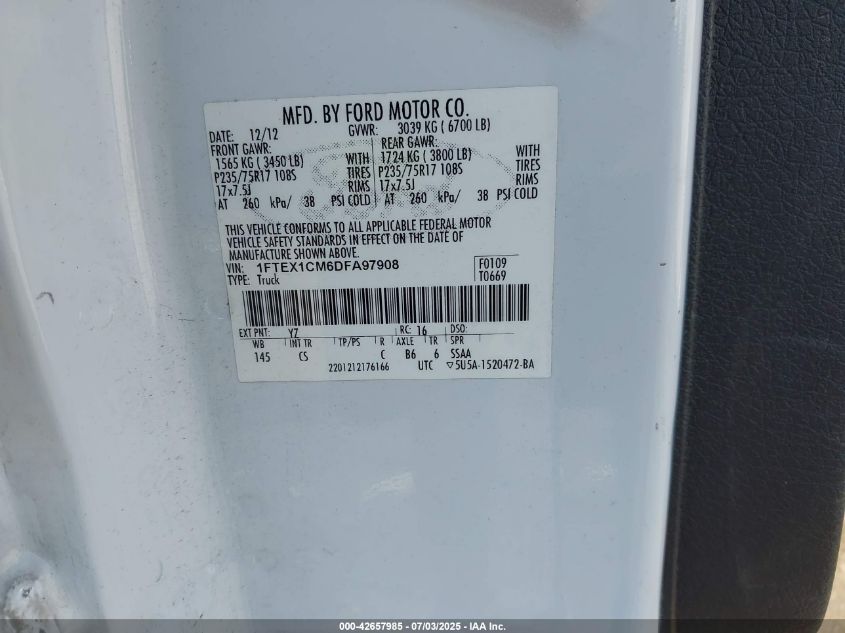 MFD. BY FORD MOTOR CO.
DATE: 12/12 GVWR: 3039 KG ( 6700 LB)
FRONT GAWR: REAR GAWR:
1565 KG ( 3450 LB) WITH 1724 KG ( 3800 LB) WITH
P235/75R17 108S TIRES P235/75R17 108S TIRES
17x7.5J RIMS 17x7.5J RIMS
AT 260 kPa/ 38 PSI COLD AT 260 kPa/ 38 PSI COLD
THIS VEHICLE CONFORMS TO ALL APPLICABLE FEDERAL MOTOR
VEHICLE SAFETY STANDARDS IN EFFECT ON THE DATE OF
MANUFACTURE SHOWN ABOVE.
VIN: 1FTEX1CM6DFA97908 F0109
TYPE: Truck T0669
EXT PNT: YZ RC: 16 DSO:
WB INT TR TP/PS R AXLE TR SPR
145 CS C B6 6 SSAA
2201212176166 UTC ▽5U5A-1520472-BA
000-42657985 - 07/03/2025 - IAA Inc.